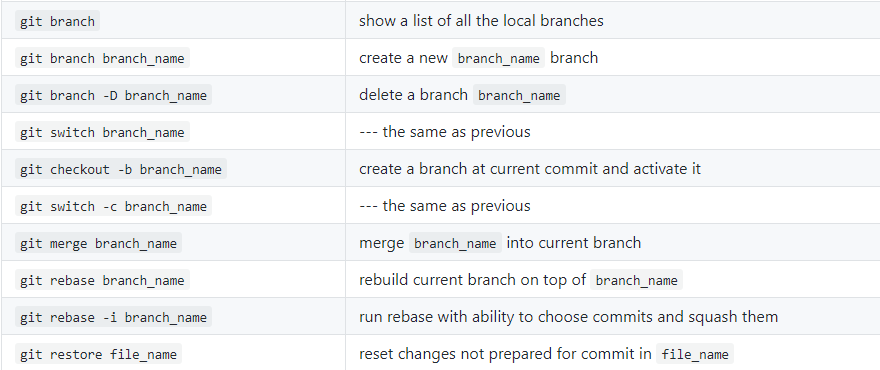 git branch show a list of all the local branches
git branch branch_name create a new branch_name branch
git branch -D branch_name delete a branch branch_name
git switch branch_name --- the same as previous
git checkout -b branch_name create a branch at current commit and activate it
git switch -c branch_name --- the same as previous
git merge branch_name merge branch_name into current branch
git rebase branch_name rebuild current branch on top of branch_name
git rebase -i branch_name run rebase with ability to choose commits and squash them
git restore file_name reset changes not prepared for commit in file_name